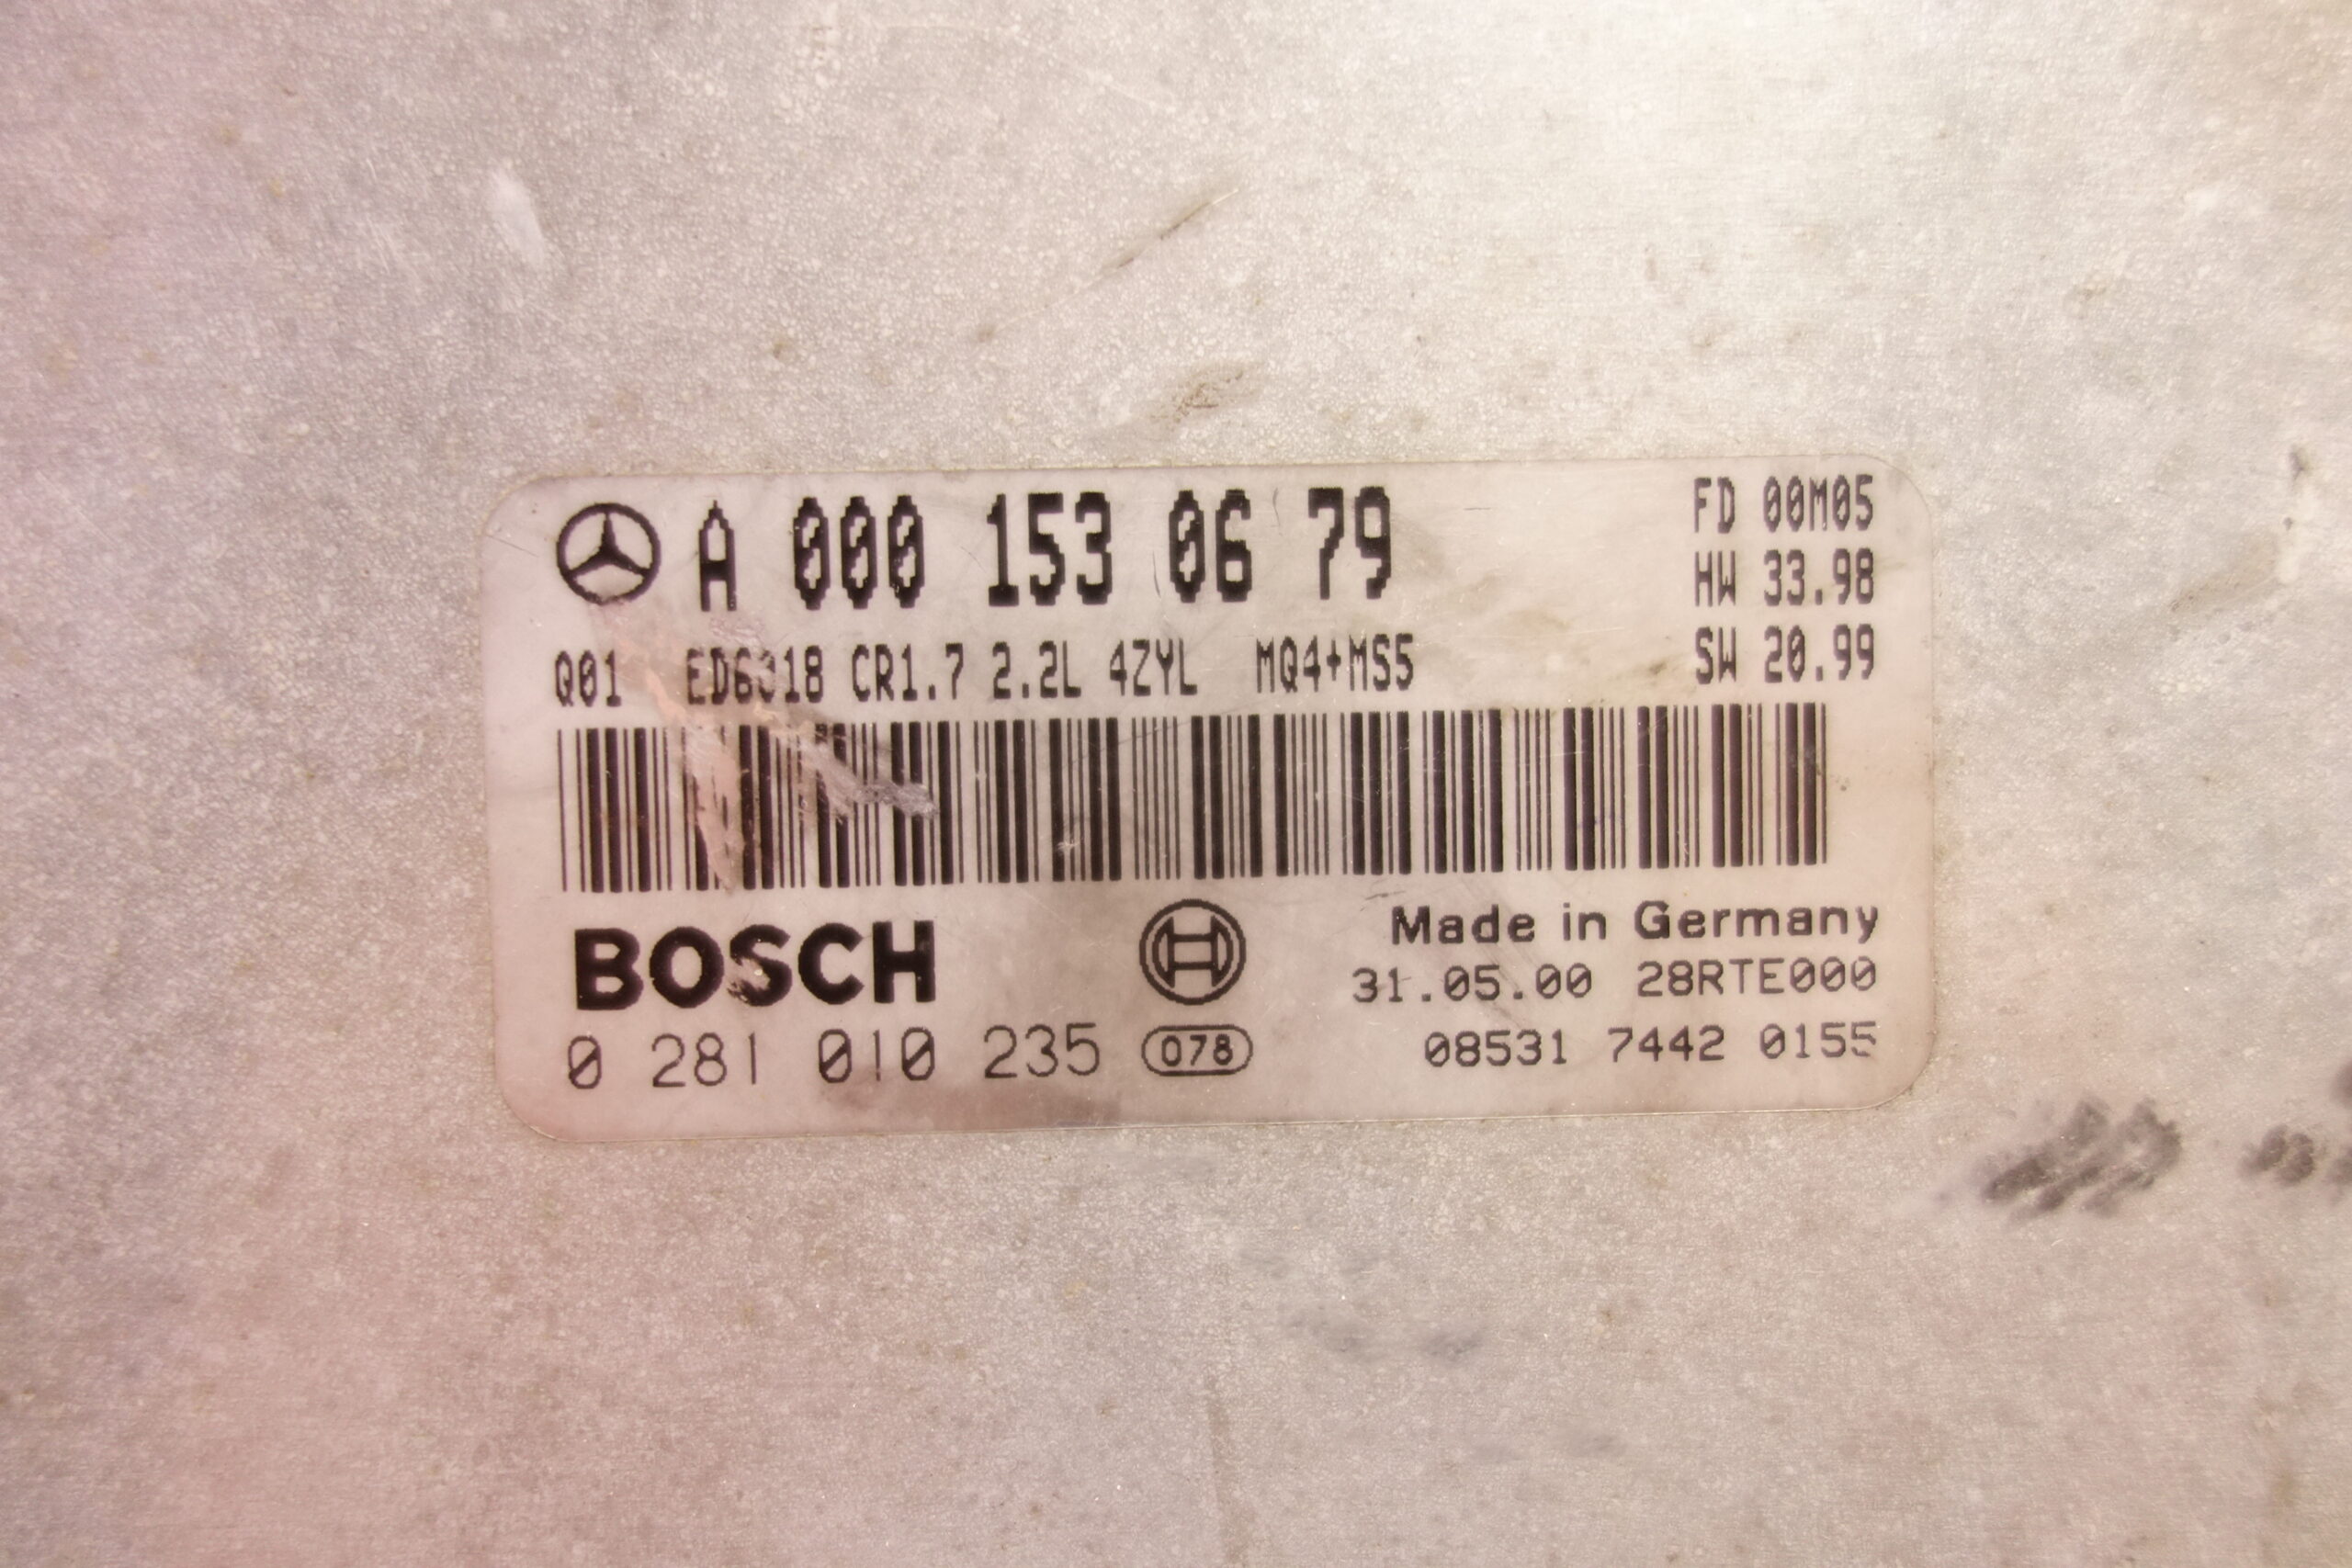 A 000 153 06 79
FD 00M05
HW 33.98
Q01 ED6018 CR1.7 2.2L 4ZYL MQ4+MS5
SW 20.99
BOSCH
Made in Germany
31.05.00 28RTE000
0 281 010 235 078
08531 7442 0155